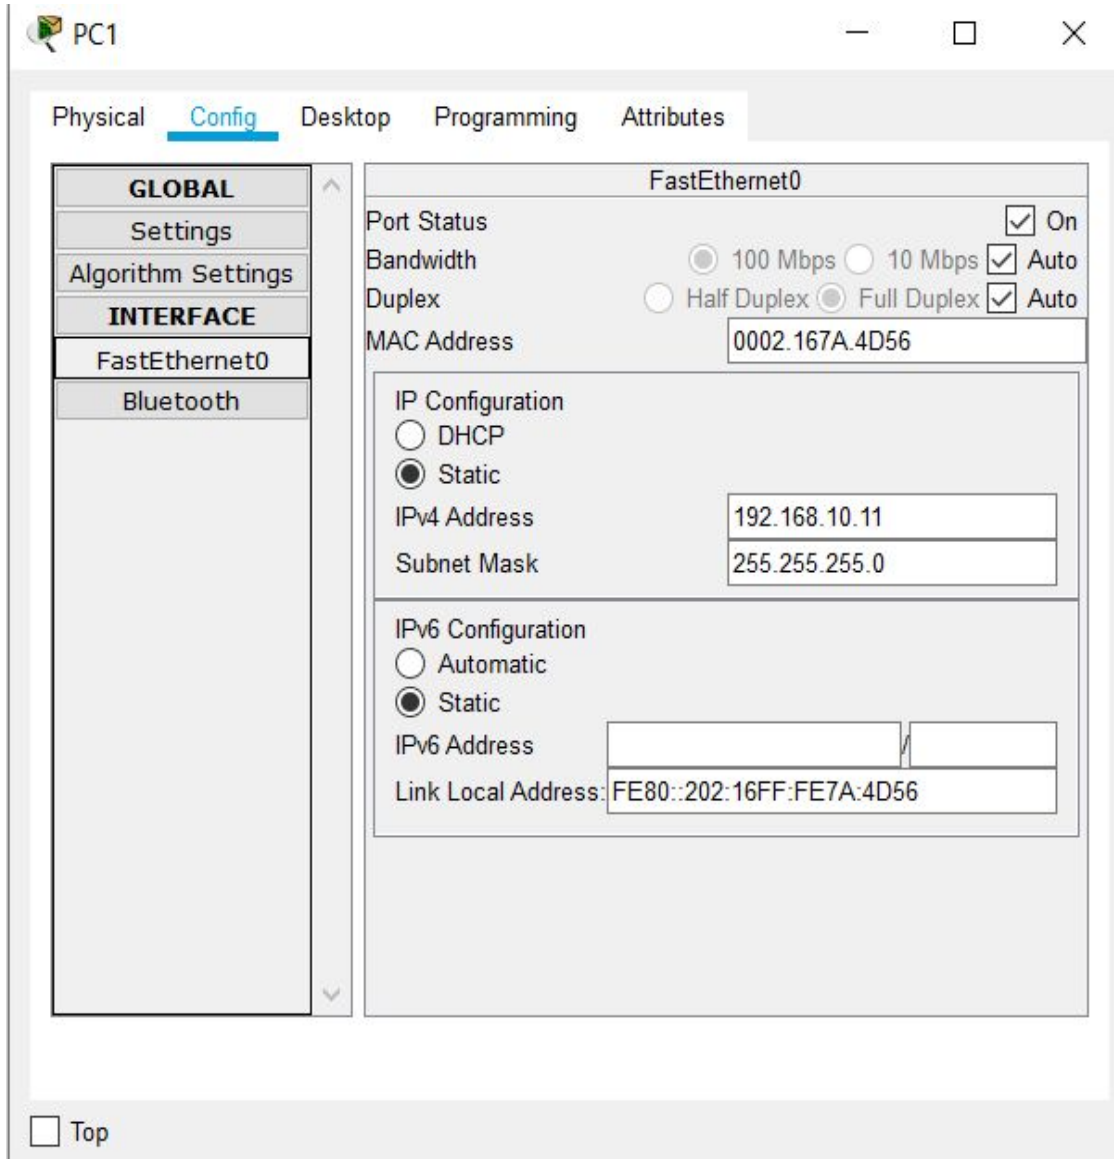 PC1
Physical Config Desktop Programming Attributes
GLOBAL
Settings
Algorithm Settings
INTERFACE
FastEthernet0
Bluetooth
FastEthernet0
Port Status On
Bandwidth 100 Mbps 10 Mbps Auto
Duplex Half Duplex Full Duplex Auto
MAC Address 0002.167A.4D56
IP Configuration
DHCP
Static
IPv4 Address 192.168.10.11
Subnet Mask 255.255.255.0
IPv6 Configuration
Automatic
Static
IPv6 Address /
Link Local Address: FE80::202:16FF:FE7A:4D56
Top